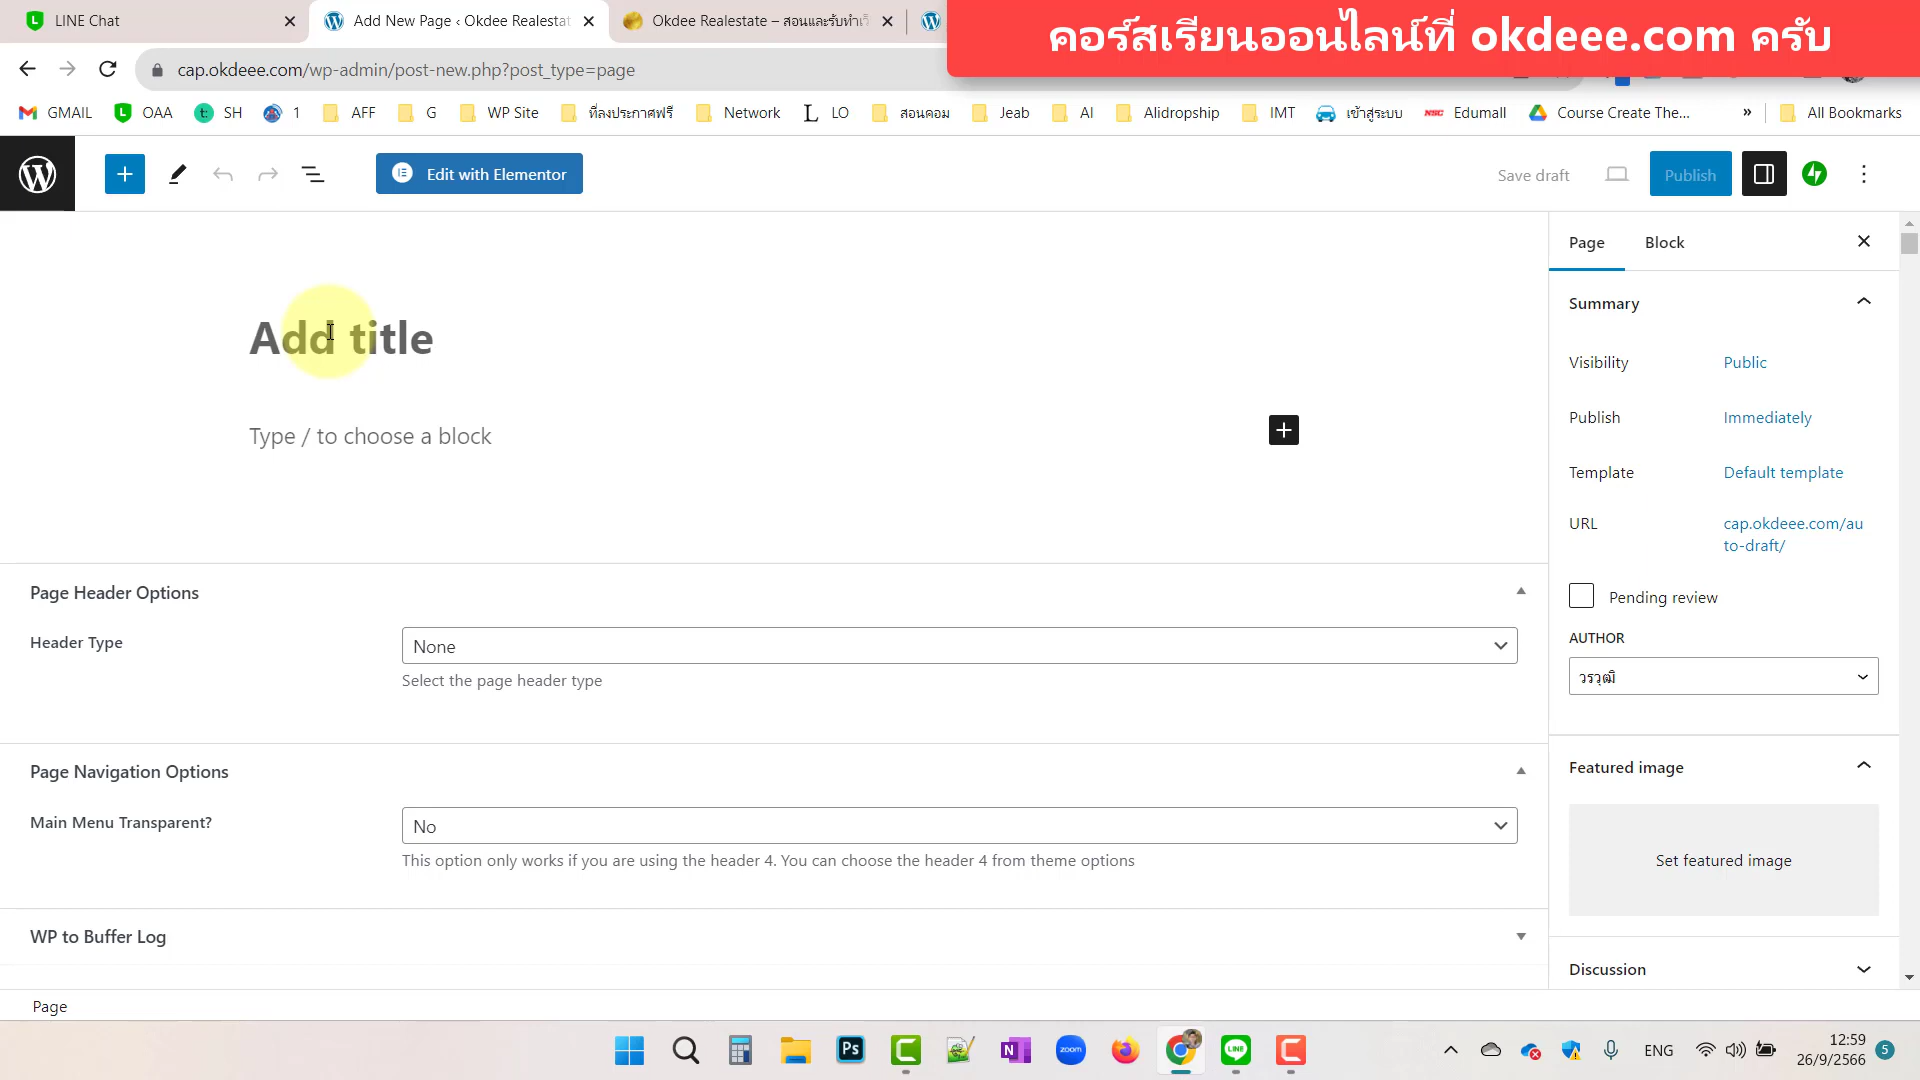 LINE Chat
Add New Page ‹ Okdee Realestat
Okdee Realestate – สอนและรับทำเว็
คอร์สเรียนออนไลน์ที่ okdeee.com ครับ
cap.okdeee.com/wp-admin/post-new.php?post_type=page
GMAIL
OAA
SH
1
AFF
G
WP Site
ที่ลงประกาศฟรี
Network
LO
สอนคอม
Jeab
AI
Alidropship
IMT
เข้าสู่ระบบ
NSC
Edumall
Course Create The...
»
All Bookmarks
Edit with Elementor
Save draft
Publish
Add title
Type / to choose a block
Page Header Options
Header Type
None
Select the page header type
Page Navigation Options
Main Menu Transparent?
No
This option only works if you are using the header 4. You can choose the header 4 from theme options
WP to Buffer Log
Page
Page
Block
Summary
Visibility
Public
Publish
Immediately
Template
Default template
URL
cap.okdeee.com/au
to-draft/
Pending review
AUTHOR
วรวุฒิ
Featured image
Set featured image
Discussion
Ps
N
zoom
LINE
ENG
12:59
26/9/2566
5